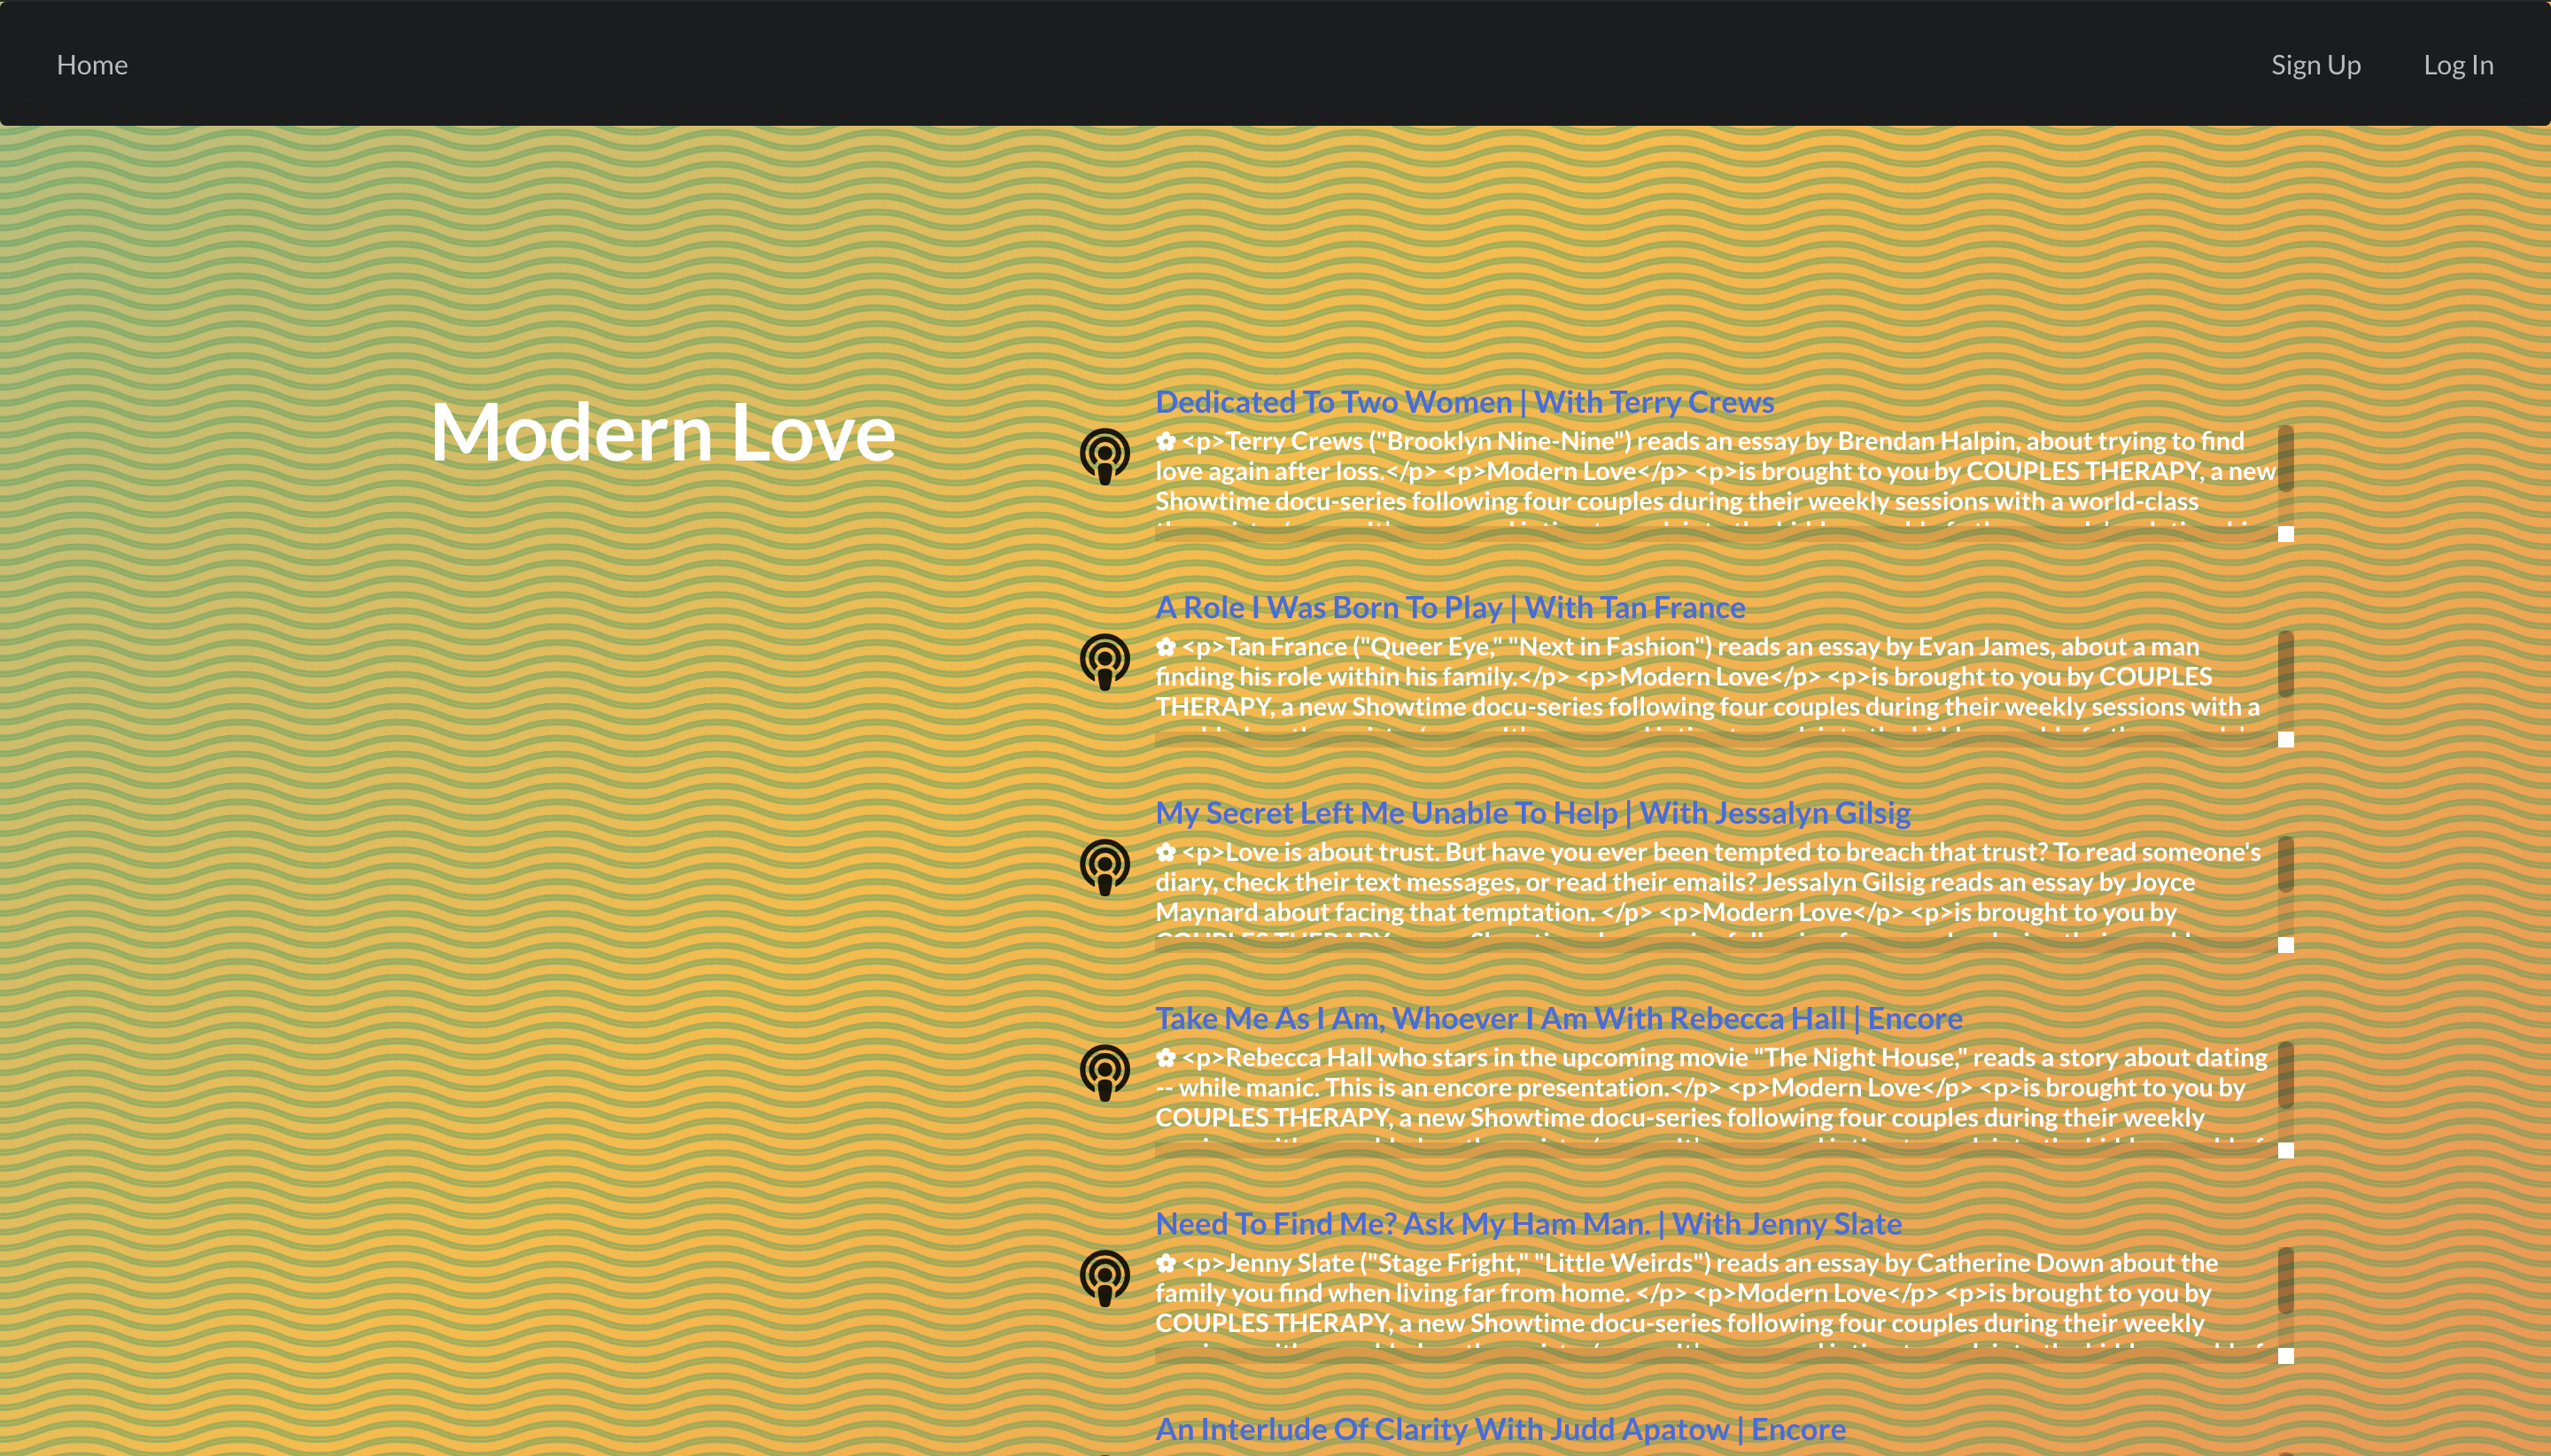 Home
Sign Up
Log In
Modern Love
Dedicated To Two Women | With Terry Crews
✿ <p>Terry Crews ("Brooklyn Nine-Nine") reads an essay by Brendan Halpin, about trying to find
love again after loss.</p> <p>Modern Love</p> <p>is brought to you by COUPLES THERAPY, a new
Showtime docu-series following four couples during their weekly sessions with a world-class
A Role I Was Born To Play | With Tan France
✿ <p>Tan France ("Queer Eye," "Next in Fashion") reads an essay by Evan James, about a man
finding his role within his family.</p> <p>Modern Love</p> <p>is brought to you by COUPLES
THERAPY, a new Showtime docu-series following four couples during their weekly sessions with a
My Secret Left Me Unable To Help | With Jessalyn Gilsig
✿ <p>Love is about trust. But have you ever been tempted to breach that trust? To read someone's
diary, check their text messages, or read their emails? Jessalyn Gilsig reads an essay by Joyce
Maynard about facing that temptation. </p> <p>Modern Love</p> <p>is brought to you by
Take Me As I Am, Whoever I Am With Rebecca Hall | Encore
✿ <p>Rebecca Hall who stars in the upcoming movie "The Night House," reads a story about dating
-- while manic. This is an encore presentation.</p> <p>Modern Love</p> <p>is brought to you by
COUPLES THERAPY, a new Showtime docu-series following four couples during their weekly
Need To Find Me? Ask My Ham Man. | With Jenny Slate
✿ <p>Jenny Slate ("Stage Fright," "Little Weirds") reads an essay by Catherine Down about the
family you find when living far from home. </p> <p>Modern Love</p> <p>is brought to you by
COUPLES THERAPY, a new Showtime docu-series following four couples during their weekly
An Interlude Of Clarity With Judd Apatow | Encore